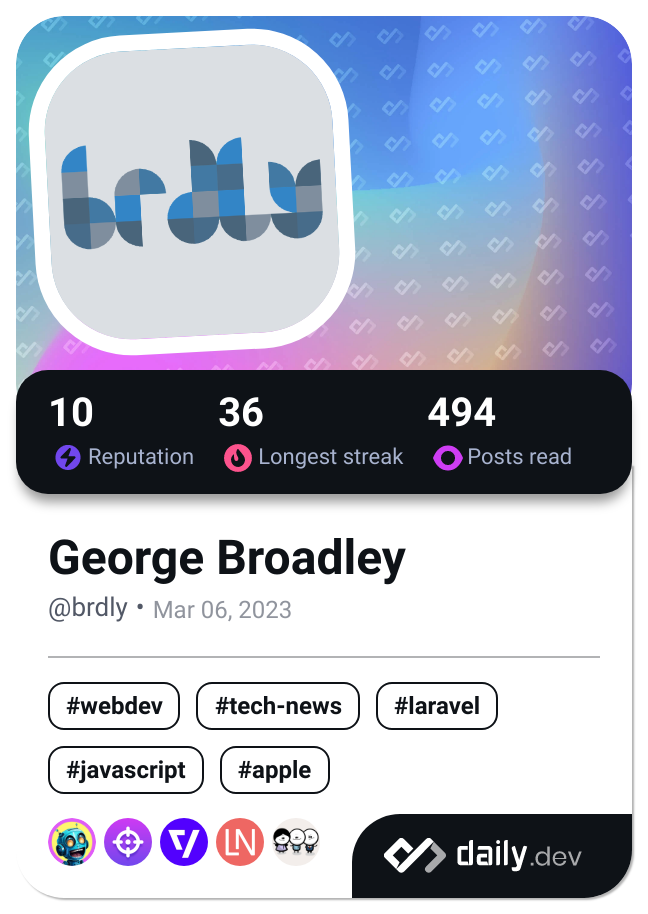 brdly
10 36 494
Reputation Longest streak Posts read
George Broadley
@brdly • Mar 06, 2023
#webdev #tech-news #laravel
#javascript #apple
LN
daily.dev